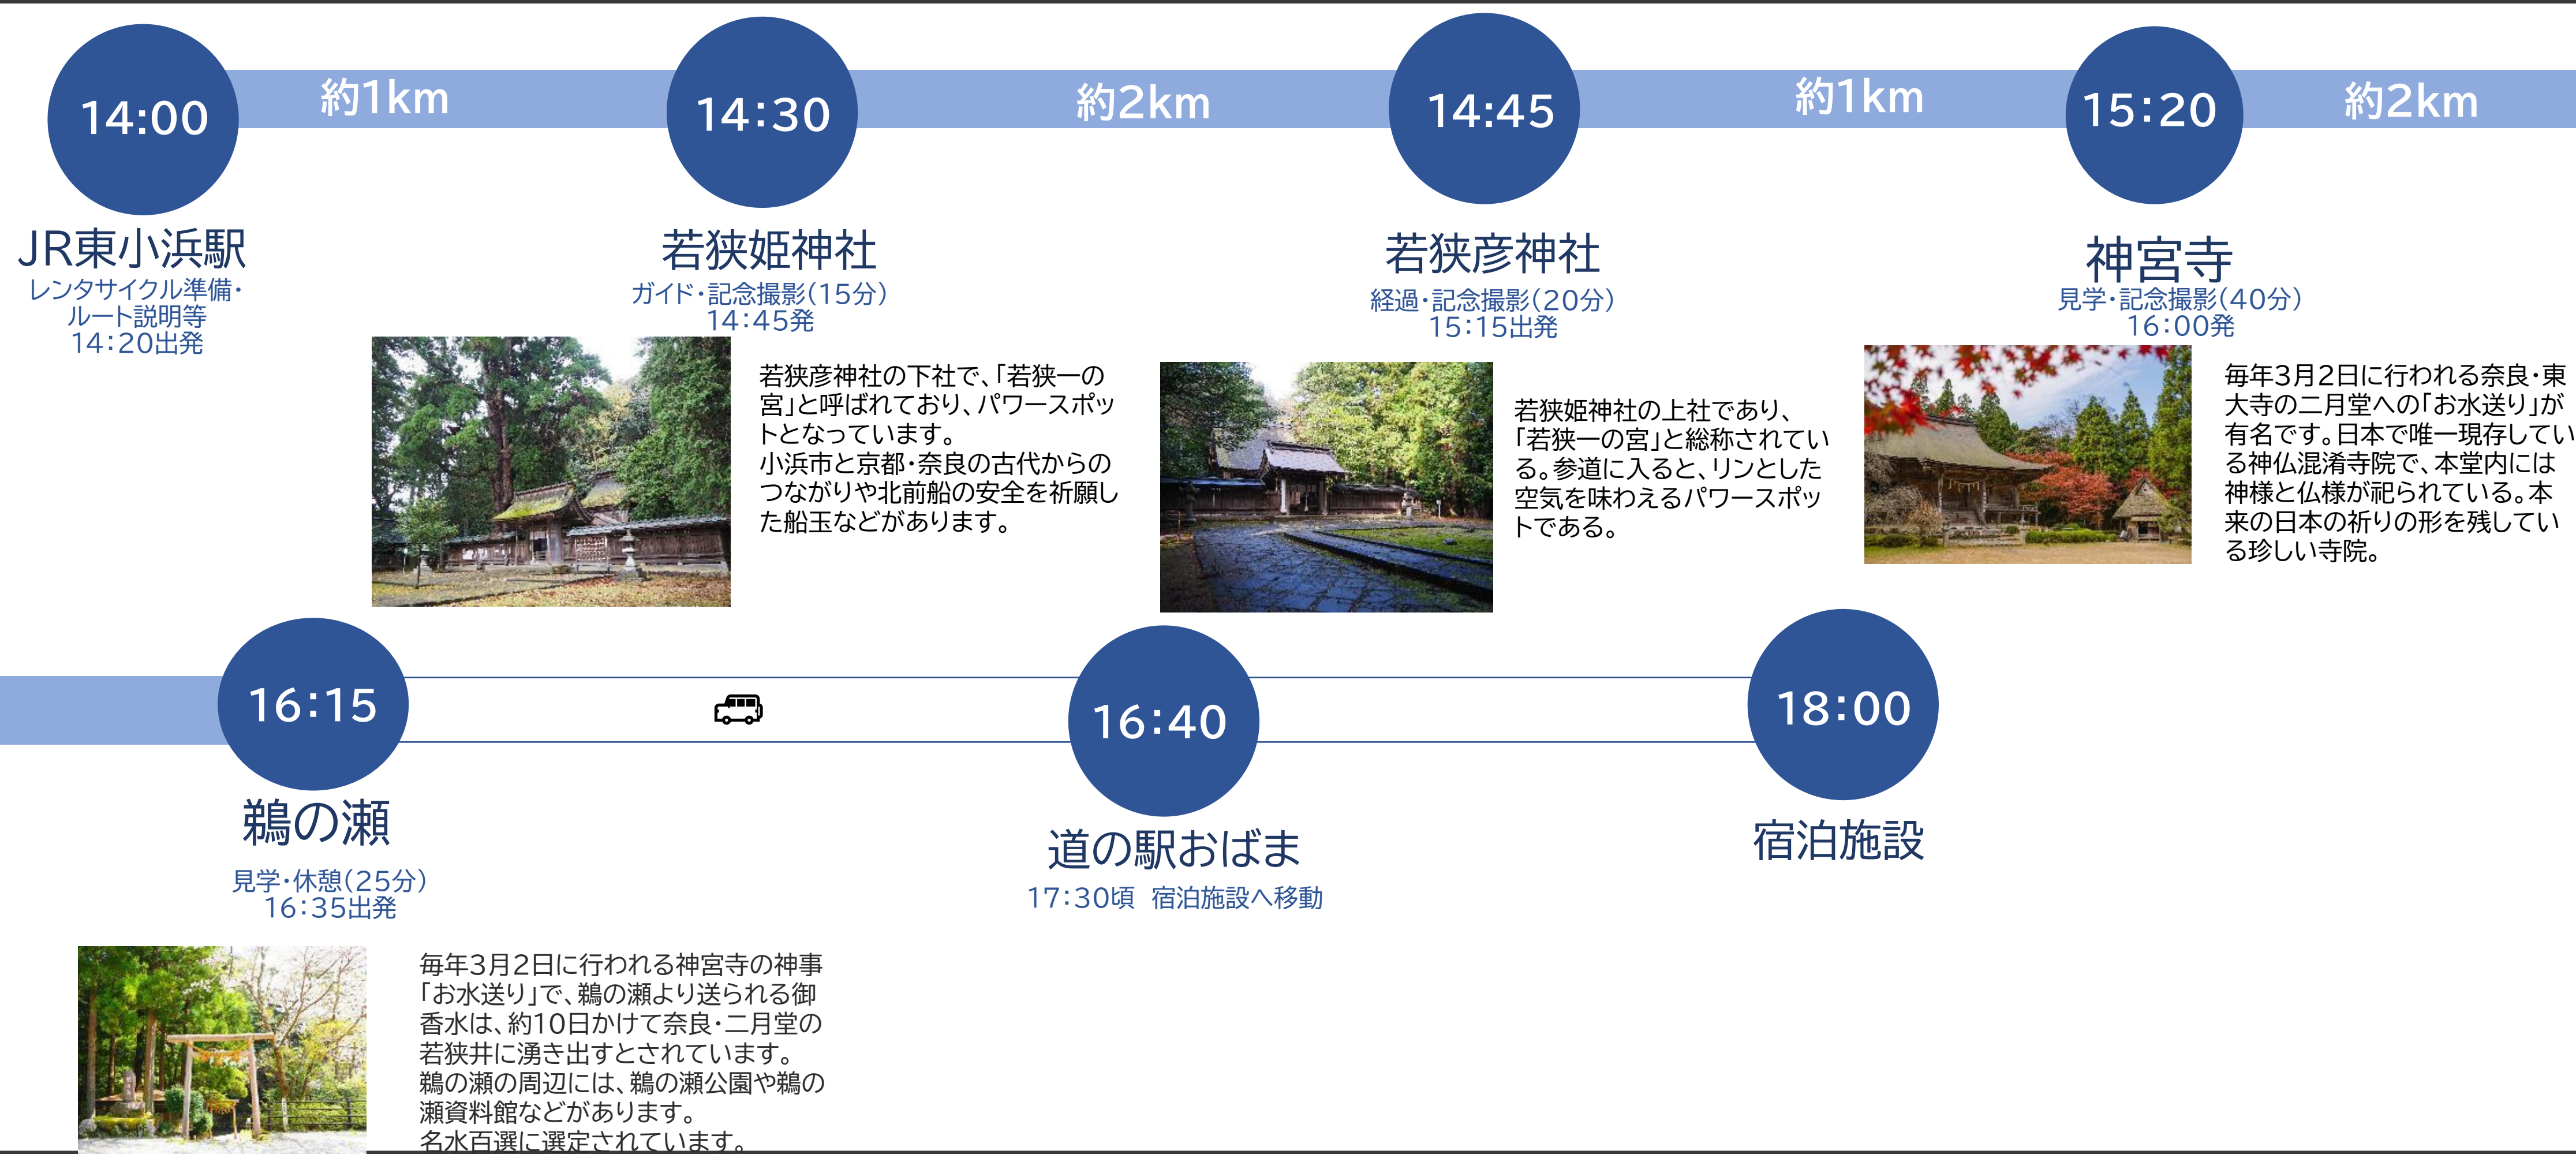 14:00
約1km
14:30
約2km
14:45
約1km
15:20
約2km
JR東小浜駅
レンタサイクル準備・
ルート説明等
14:20出発
若狭姫神社
ガイド・記念撮影(15分)
14:45発
若狭彦神社の下社で、「若狭一の
宮」と呼ばれており、パワースポッ
トとなっています。
小浜市と京都・奈良の古代からの
つながりや北前船の安全を祈願し
た船玉などがあります。
若狭彦神社
経過・記念撮影(20分)
15:15出発
若狭姫神社の上社であり、
「若狭一の宮」と総称されてい
る。参道に入ると、リンとした
空気を味わえるパワースポッ
トである。
神宮寺
見学・記念撮影(40分)
16:00発
毎年3月2日に行われる奈良・東
大寺の二月堂への「お水送り」が
有名です。日本で唯一現存してい
る神仏混淆寺院で、本堂内には
神様と仏様が祀られている。本
来の日本の祈りの形を残してい
る珍しい寺院。
16:15
16:40
18:00
鵜の瀬
見学・休憩(25分)
16:35出発
毎年3月2日に行われる神宮寺の神事
「お水送り」で、鵜の瀬より送られる御
香水は、約10日かけて奈良・二月堂の
若狭井に湧き出すとされています。
鵜の瀬の周辺には、鵜の瀬公園や鵜の
瀬資料館などがあります。
名水百選に選定されています。
道の駅おばま
17:30頃 宿泊施設へ移動
宿泊施設